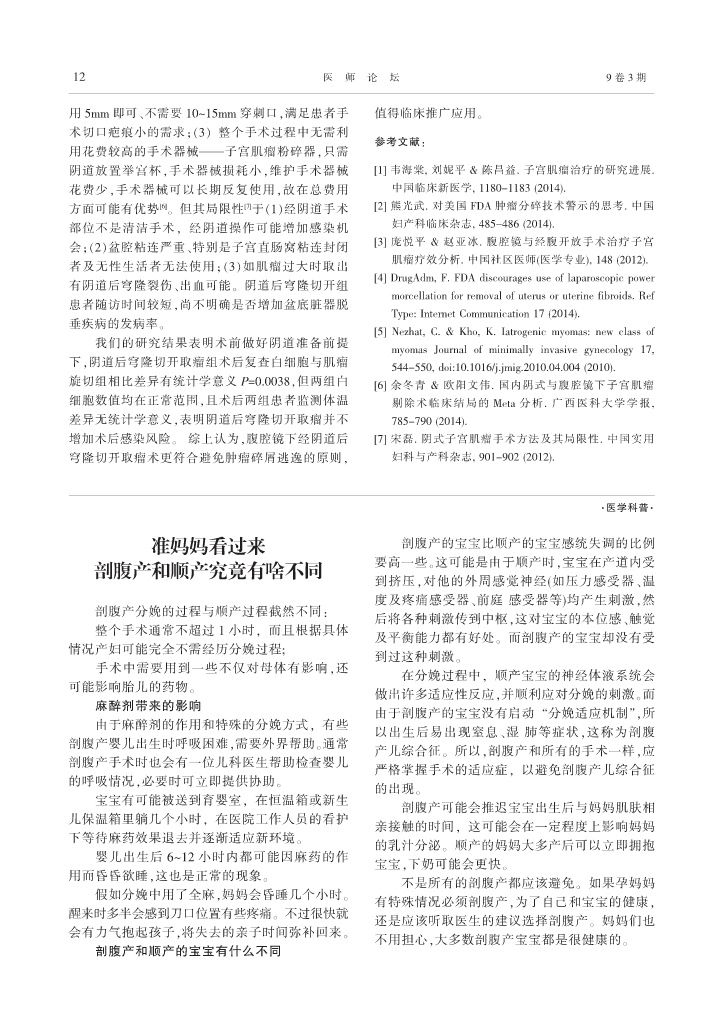 12
医 师 论 坛
9 卷 3 期
用 5mm 即可、不需要 10~15mm 穿刺口,满足患者手
术切口疤痕小的需求;(3) 整个手术过程中无需利
用花费较高的手术器械——子宫肌瘤粉碎器,只需
阴道放置举宫杯,手术器械损耗小,维护手术器械
花费少,手术器械可以长期反复使用,故在总费用
方面可能有优势[6]。但其局限性[7]于(1)经阴道手术
部位不是清洁手术, 经阴道操作可能增加感染机
会;(2)盆腔粘连严重、特别是子宫直肠窝粘连封闭
者及无性生活者无法使用;(3)如肌瘤过大时取出
有阴道后穹隆裂伤、出血可能。 阴道后穹隆切开组
患者随访时间较短,尚不明确是否增加盆底脏器脱
垂疾病的发病率。
我们的研究结果表明术前做好阴道准备前提
下,阴道后穹隆切开取瘤组术后复查白细胞与肌瘤
旋切组相比差异有统计学意义 P=0.0038,但两组白
细胞数值均在正常范围,且术后两组患者监测体温
差异无统计学意义,表明阴道后穹隆切开取瘤并不
增加术后感染风险。 综上认为,腹腔镜下经阴道后
穹隆切开取瘤术更符合避免肿瘤碎屑逃逸的原则,
值得临床推广应用。
参考文献:
[1] 韦海棠, 刘妮平 & 陈昌益. 子宫肌瘤治疗的研究进展.
中国临床新医学, 1180-1183 (2014).
[2] 熊光武. 对美国 FDA 肿瘤分碎技术警示的思考. 中国
妇产科临床杂志, 485-486 (2014).
[3] 庞悦平 & 赵亚冰. 腹腔镜与经腹开放手术治疗子宫
肌瘤疗效分析. 中国社区医师(医学专业), 148 (2012).
[4] DrugAdm, F. FDA discourages use of laparoscopic power
morcellation for removal of uterus or uterine fibroids. Ref
Type: Internet Communication 17 (2014).
[5] Nezhat, C. & Kho, K. Iatrogenic myomas: new class of
myomas Journal of minimally invasive gynecology 17,
544-550, doi:10.1016/j.jmig.2010.04.004 (2010).
[6] 余冬青 & 欧阳文伟. 国内阴式与腹腔镜下子宫肌瘤
剔除术临床结局的 Meta 分析. 广西医科大学学报,
785-790 (2014).
[7] 宋磊. 阴式子宫肌瘤手术方法及其局限性. 中国实用
妇科与产科杂志, 901-902 (2012).
·医学科普·
准妈妈看过来
剖腹产和顺产究竟有啥不同
剖腹产分娩的过程与顺产过程截然不同:
整个手术通常不超过 1 小时, 而且根据具体
情况产妇可能完全不需经历分娩过程;
手术中需要用到一些不仅对母体有影响,还
可能影响胎儿的药物。
麻醉剂带来的影响
由于麻醉剂的作用和特殊的分娩方式, 有些
剖腹产婴儿出生时呼吸困难,需要外界帮助。通常
剖腹产手术时也会有一位儿科医生帮助检查婴儿
的呼吸情况,必要时可立即提供协助。
宝宝有可能被送到育婴室, 在恒温箱或新生
儿保温箱里躺几个小时, 在医院工作人员的看护
下等待麻药效果退去并逐渐适应新环境。
婴儿出生后 6~12 小时内都可能因麻药的作
用而昏昏欲睡,这也是正常的现象。
假如分娩中用了全麻,妈妈会昏睡几个小时。
醒来时多半会感到刀口位置有些疼痛。不过很快就
会有力气抱起孩子,将失去的亲子时间弥补回来。
剖腹产和顺产的宝宝有什么不同
剖腹产的宝宝比顺产的宝宝感统失调的比例
要高一些。这可能是由于顺产时,宝宝在产道内受
到挤压,对他的外周感觉神经(如压力感受器、温
度及疼痛感受器、前庭 感受器等)均产生刺激,然
后将各种刺激传到中枢,这对宝宝的本位感、触觉
及平衡能力都有好处。而剖腹产的宝宝却没有受
到过这种刺激。
在分娩过程中, 顺产宝宝的神经体液系统会
做出许多适应性反应,并顺利应对分娩的刺激。而
由于剖腹产的宝宝没有启动 “分娩适应机制”,所
以出生后易出现窒息、湿 肺等症状,这称为剖腹
产儿综合征。所以,剖腹产和所有的手术一样,应
严格掌握手术的适应症, 以避免剖腹产儿综合征
的出现。
剖腹产可能会推迟宝宝出生后与妈妈肌肤相
亲接触的时间, 这可能会在一定程度上影响妈妈
的乳汁分泌。顺产的妈妈大多产后可以立即拥抱
宝宝,下奶可能会更快。
不是所有的剖腹产都应该避免。如果孕妈妈
有特殊情况必须剖腹产,为了自己和宝宝的健康,
还是应该听取医生的建议选择剖腹产。妈妈们也
不用担心,大多数剖腹产宝宝都是很健康的。